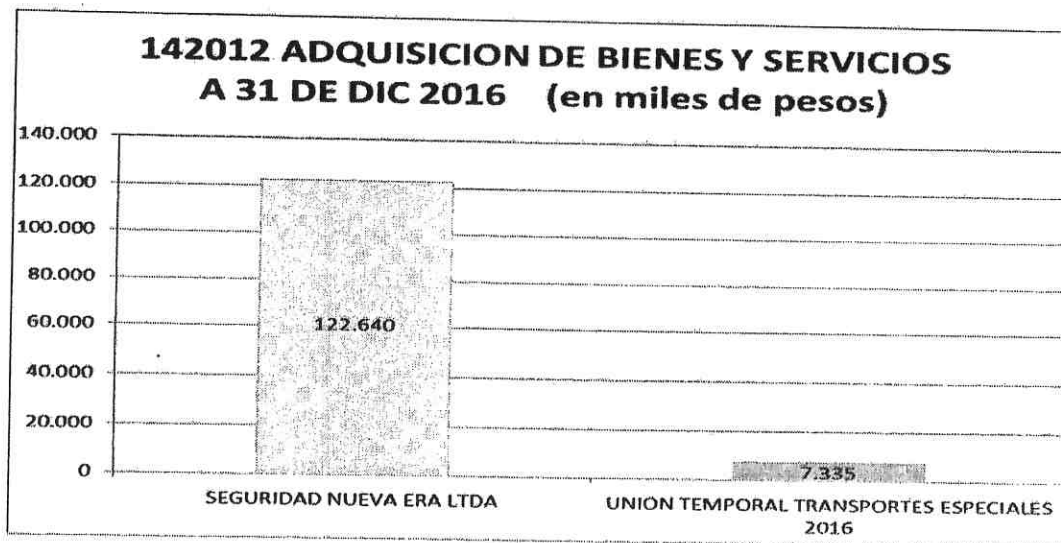 142012 ADQUISICION DE BIENES Y SERVICIOS
A 31 DE DIC 2016 (en miles de pesos)
140.000
120.000
100.000
80.000
60.000
40.000
20.000
0
122.640
7.335
SEGURIDAD NUEVA ERA LTDA
UNION TEMPORAL TRANSPORTES ESPECIALES
2016